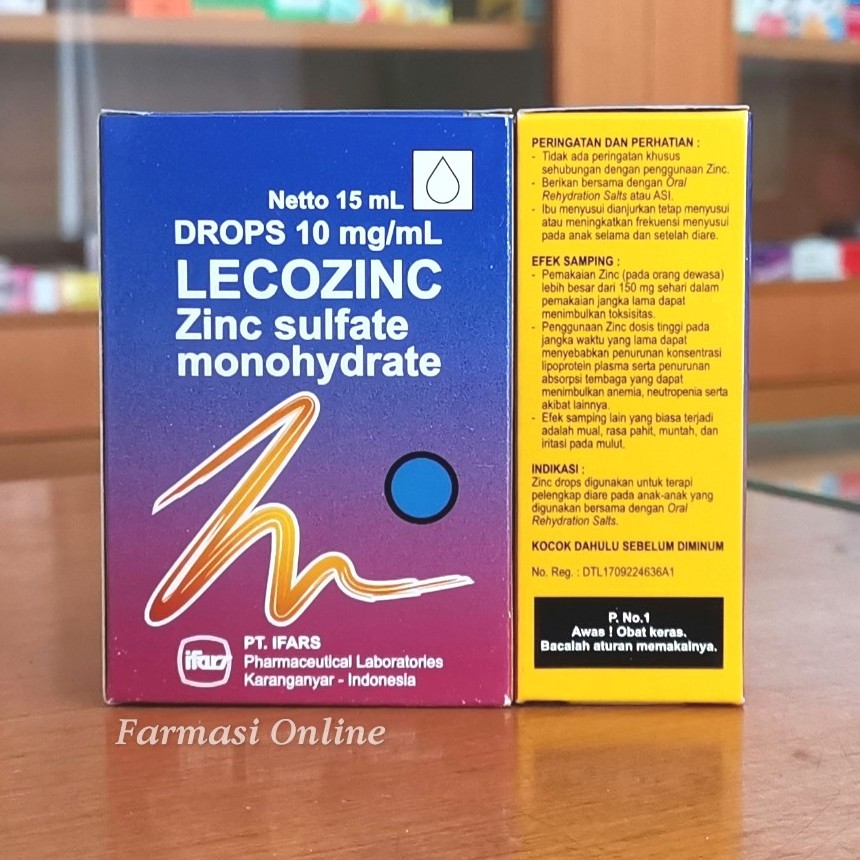 Netto 15 mL
DROPS 10 mg/mL
LECOZINC
Zinc sulfate
monohydrate
ifars
PT. IFARS
Pharmaceutical Laboratories
Karanganyar - Indonesia
PERINGATAN DAN PERHATIAN :
- Tidak ada peringatan khusus
sehubungan dengan penggunaan Zinc.
- Berikan bersama dengan Oral
Rehydration Salts atau ASI.
- Ibu menyusui dianjurkan tetap menyusui
atau meningkatkan frekuensi menyusui
pada anak selama dan setelah diare.
EFEK SAMPING :
- Pemakaian Zinc (pada orang dewasa)
lebih besar dari 150 mg sehari dalam
pemakaian jangka lama dapat
menimbulkan toksisitas.
- Penggunaan Zinc dosis tinggi pada
jangka waktu yang lama dapat
menyebabkan penurunan konsentrasi
lipoprotein plasma serta penurunan
absorpsi tembaga yang dapat
menimbulkan anemia, neutropenia serta
akibat lainnya.
- Efek samping lain yang biasa terjadi
adalah mual, rasa pahit, muntah, dan
iritasi pada mulut.
INDIKASI :
Zinc drops digunakan untuk terapi
pelengkap diare pada anak-anak yang
digunakan bersama dengan Oral
Rehydration Salts.
KOCOK DAHULU SEBELUM DIMINUM
No. Reg. : DTL1709224636A1
P. No.1
Awas ! Obat keras.
Bacalah aturan memakainya.
Farmasi Online